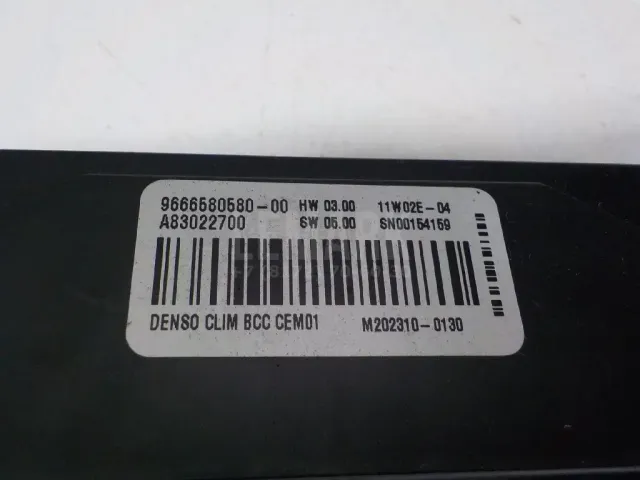 9666580580-00 HW 03.00 11W02E-04
A83022700 SW 05.00 SN00154159
DENSO CLIM BCC CEM01 M202310-0130